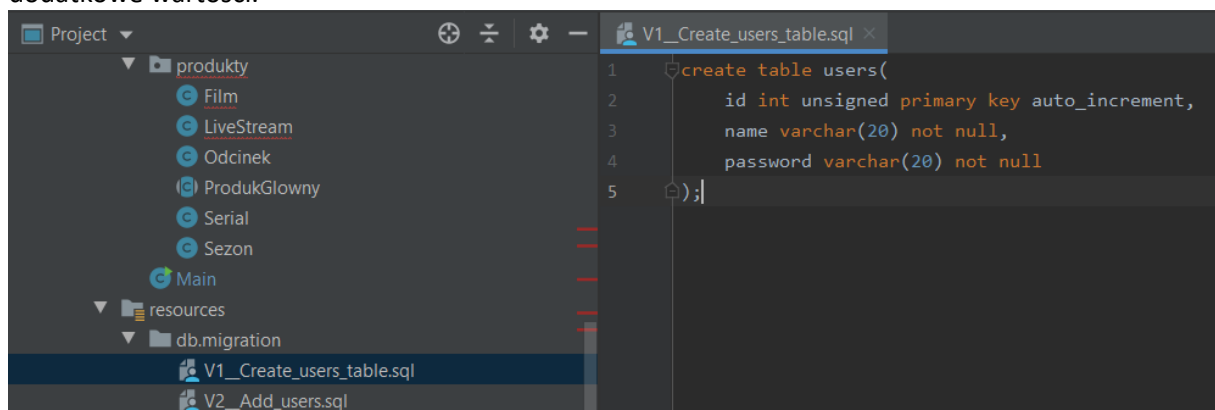 dodatkowe wartości.
Project
V1__Create_users_table.sql
produkty
Film
LiveStream
Odcinek
ProdukGlowny
Serial
Sezon
Main
resources
db.migration
V1__Create_users_table.sql
V2__Add_users.sql
1 create table users(
2 id int unsigned primary key auto_increment,
3 name varchar(20) not null,
4 password varchar(20) not null
5 );